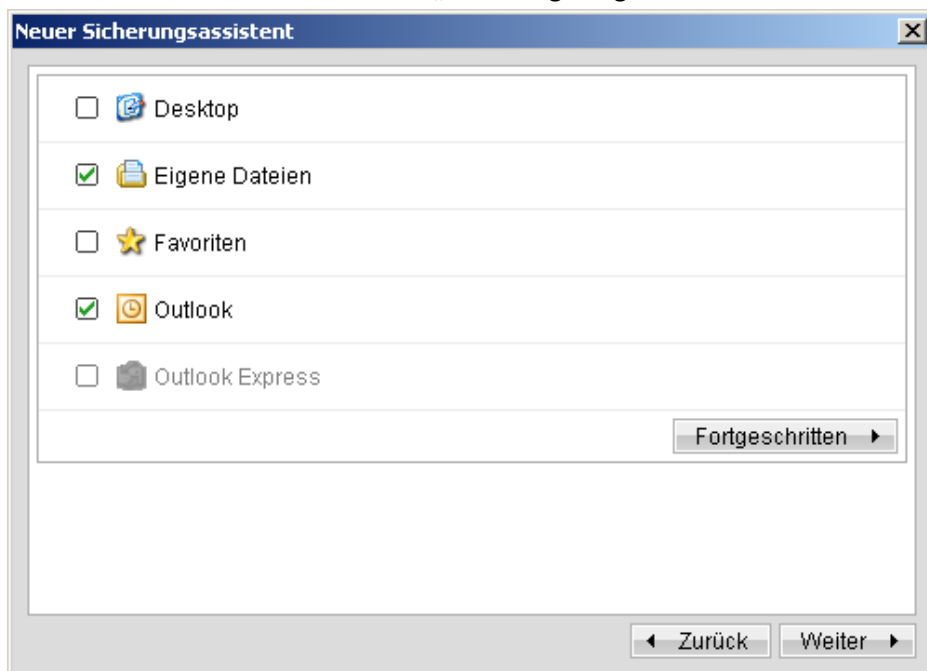 Neuer Sicherungsassistent
Desktop
Eigene Dateien
Favoriten
Outlook
Outlook Express
Fortgeschritten
Zurück Weiter